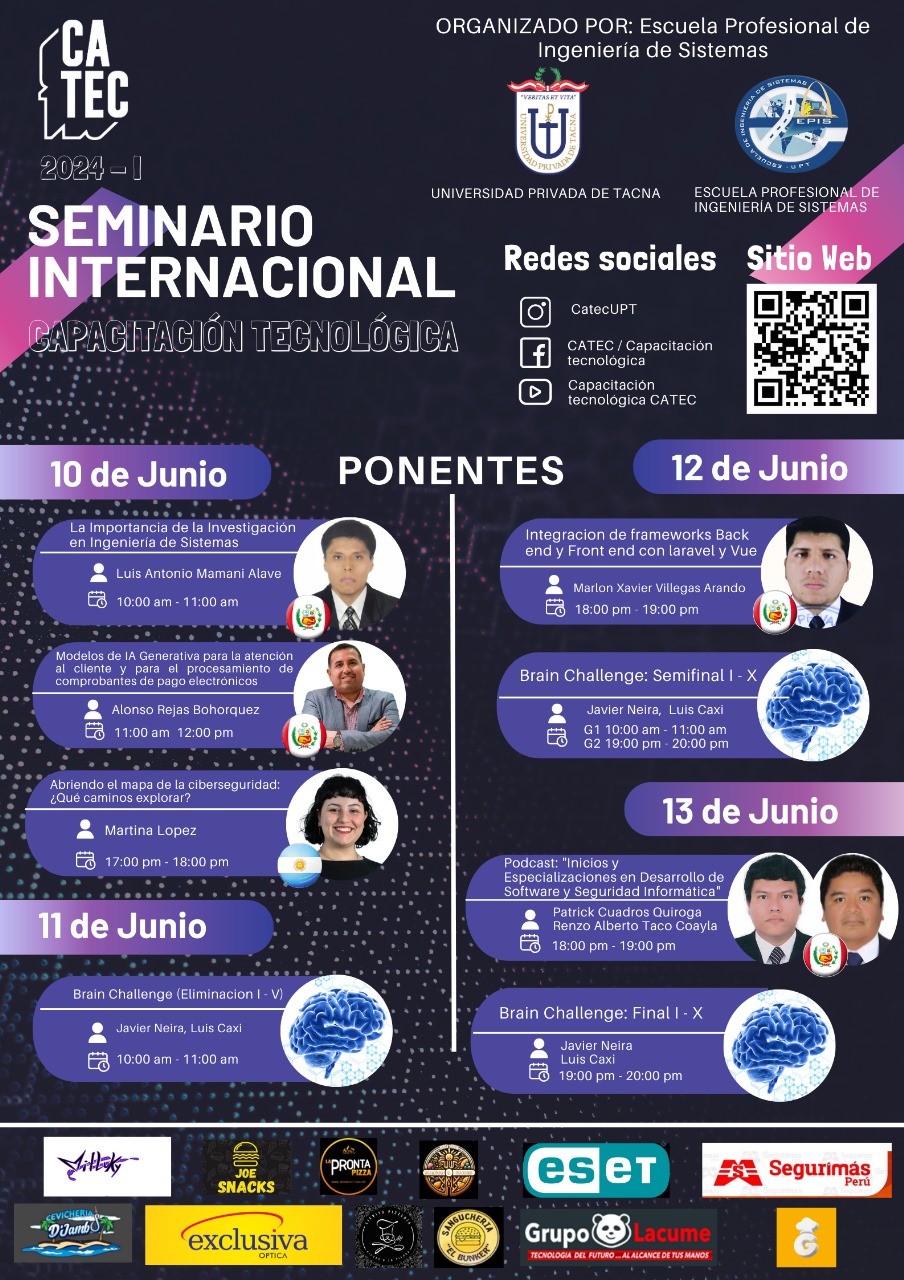 CA
TEC
2024 - I
SEMINARIO
INTERNACIONAL
CAPACITACIÓN TECNOLÓGICA
ORGANIZADO POR: Escuela Profesional de
Ingeniería de Sistemas
"VERITAS ET VITA"
UNIVERSIDAD PRIVADA DE TACNA
UNIVERSIDAD PRIVADA DE TACNA
ESCUELA DE INGENIERIA DE SISTEMAS - UPT
EPIS
ESCUELA PROFESIONAL DE
INGENIERÍA DE SISTEMAS
Redes sociales
CatecUPT
CATEC / Capacitación
tecnológica
Capacitación
tecnológica CATEC
Sitio Web
PONENTES
10 de Junio
La Importancia de la Investigación
en Ingeniería de Sistemas
Luis Antonio Mamani Alave
10:00 am - 11:00 am
Modelos de IA Generativa para la atención
al cliente y para el procesamiento de
comprobantes de pago electrónicos
Alonso Rejas Bohorquez
11:00 am 12:00 pm
Abriendo el mapa de la ciberseguridad:
¿Qué caminos explorar?
Martina Lopez
17:00 pm - 18:00 pm
11 de Junio
Brain Challenge (Eliminacion I - V)
Javier Neira, Luis Caxi
10:00 am - 11:00 am
12 de Junio
Integracion de frameworks Back
end y Front end con laravel y Vue
Marlon Xavier Villegas Arando
18:00 pm - 19:00 pm
Brain Challenge: Semifinal I - X
Javier Neira, Luis Caxi
G1 10:00 am - 11:00 am
G2 19:00 pm - 20:00 pm
13 de Junio
Podcast: "Inicios y
Especializaciones en Desarrollo de
Software y Seguridad Informática"
Patrick Cuadros Quiroga
Renzo Alberto Taco Coayla
18:00 pm - 19:00 pm
Brain Challenge: Final I - X
Javier Neira
Luis Caxi
19:00 pm - 20:00 pm
JOE
SNACKS
LA
PRONTA
PIZZA
eseT
Segurimás
Perú
CEVICHERIA
D'Jamb
exclusiva
OPTICA
SANGUCHERIA
"EL BUNKER"
Grupo Lacume
TECNOLOGIA DEL FUTURO ... AL ALCANCE DE TUS MANOS
G